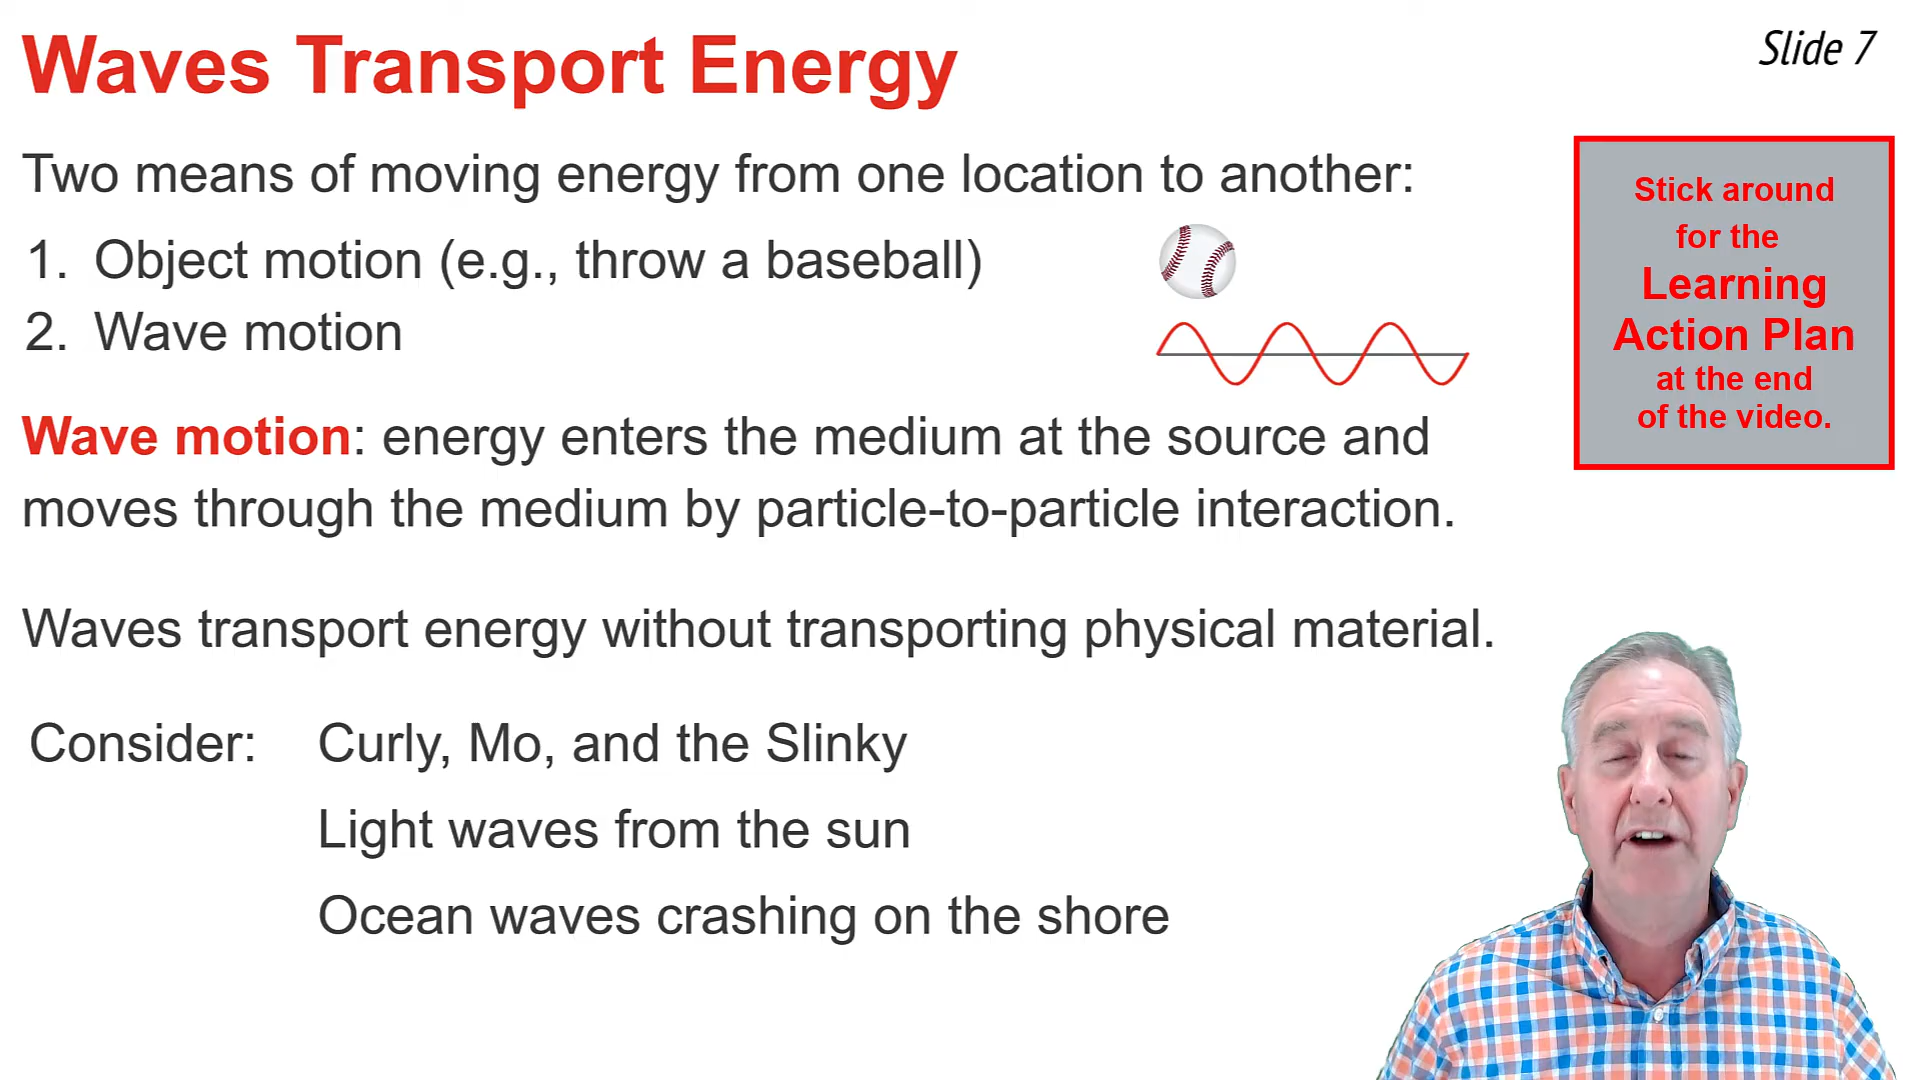 Waves Transport Energy
Slide 7
Two means of moving energy from one location to another:
1. Object motion (e.g., throw a baseball)
2. Wave motion
Wave motion: energy enters the medium at the source and
moves through the medium by particle-to-particle interaction.
Waves transport energy without transporting physical material.
Consider: Curly, Mo, and the Slinky
Light waves from the sun
Ocean waves crashing on the shore
Stick around
for the
Learning
Action Plan
at the end
of the video.